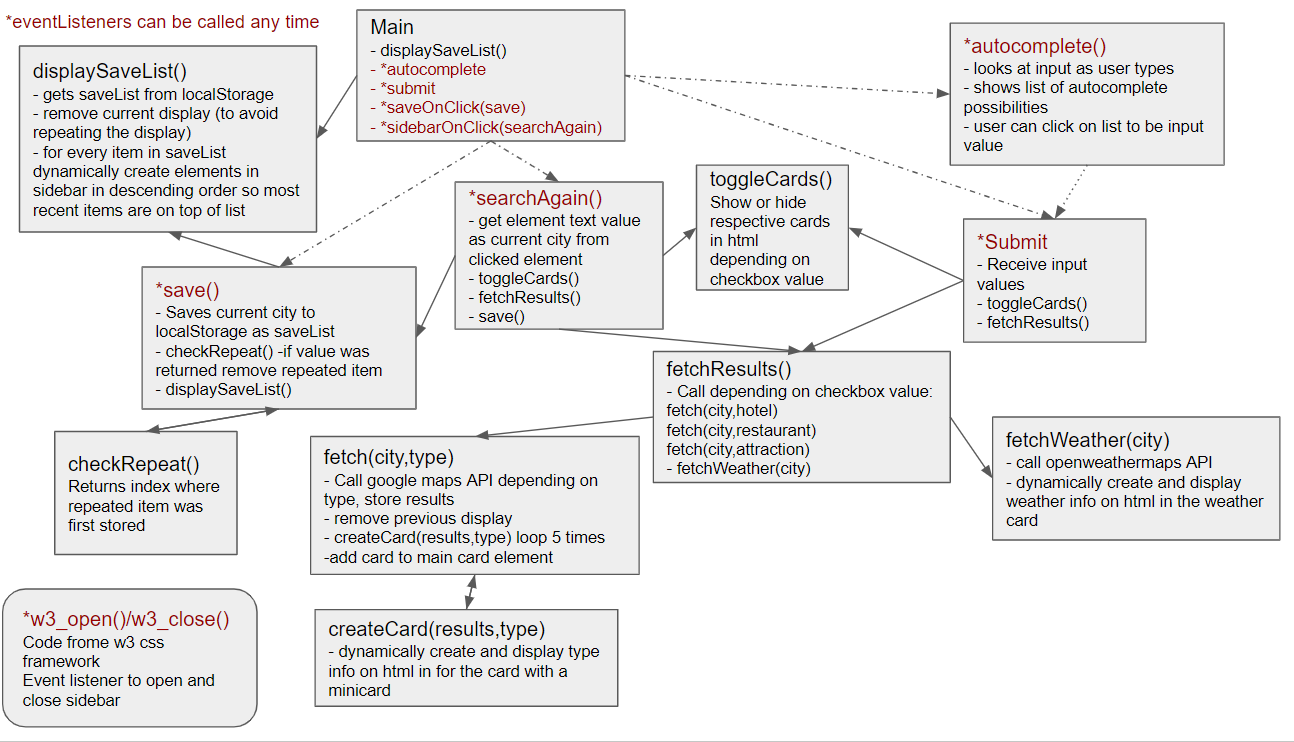 *eventListeners can be called any time
displaySaveList()
- gets saveList from localStorage
- remove current display (to avoid
repeating the display)
- for every item in saveList
dynamically create elements in
sidebar in descending order so most
recent items are on top of list
Main
- displaySaveList()
- *autocomplete
- *submit
- *saveOnClick(save)
- *sidebarOnClick(searchAgain)
*autocomplete()
- looks at input as user types
- shows list of autocomplete
possibilities
- user can click on list to be input
value
*searchAgain()
- get element text value
as current city from
clicked element
- toggleCards()
- fetchResults()
- save()
toggleCards()
Show or hide
respective cards
in html
depending on
checkbox value
*Submit
- Receive input
values
- toggleCards()
- fetchResults()
*save()
- Saves current city to
localStorage as saveList
- checkRepeat() -if value was
returned remove repeated item
- displaySaveList()
fetchResults()
- Call depending on checkbox value:
fetch(city,hotel)
fetch(city,restaurant)
fetch(city,attraction)
- fetchWeather(city)
checkRepeat()
Returns index where
repeated item was
first stored
fetch(city,type)
- Call google maps API depending on
type, store results
- remove previous display
- createCard(results,type) loop 5 times
-add card to main card element
fetchWeather(city)
- call openweathermaps API
- dynamically create and display
weather info on html in the weather
card
*w3_open()/w3_close()
Code frome w3 css
framework
Event listener to open and
close sidebar
createCard(results,type)
- dynamically create and display type
info on html in for the card with a
minicard